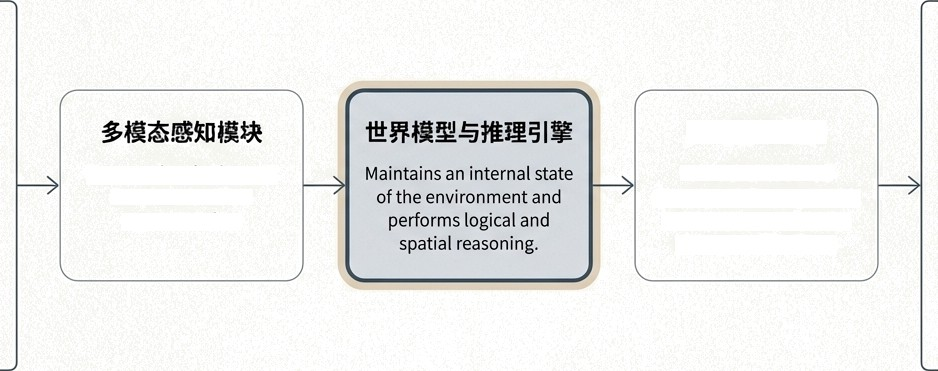 多模态感知模块
世界模型与推理引擎
Maintains an internal state
of the environment and
performs logical and
spatial reasoning.